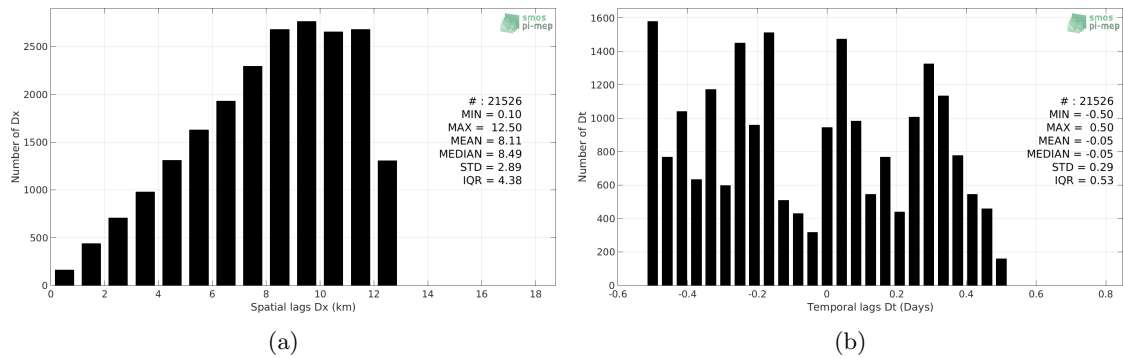 smos
pi-mep
2500
2000
1500
1000
500
0
Number of Dx
# : 21526
MIN = 0.10
MAX = 12.50
MEAN = 8.11
MEDIAN = 8.49
STD = 2.89
IQR = 4.38
0 2 4 6 8 10 12 14 16 18
Spatial lags Dx (km)
(a)
smos
pi-mep
1600
1400
1200
1000
800
600
400
200
0
Number of Dt
# : 21526
MIN = -0.50
MAX = 0.50
MEAN = -0.05
MEDIAN = -0.05
STD = 0.29
IQR = 0.53
-0.6 -0.4 -0.2 0 0.2 0.4 0.6 0.8
Temporal lags Dt (Days)
(b)